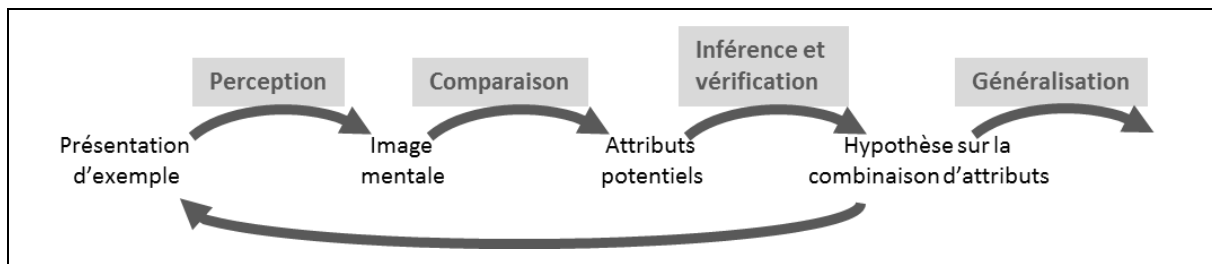 Perception
Comparaison
Inférence et
vérification
Généralisation
Présentation
d’exemple
Image
mentale
Attributs
potentiels
Hypothèse sur la
combinaison d’attributs